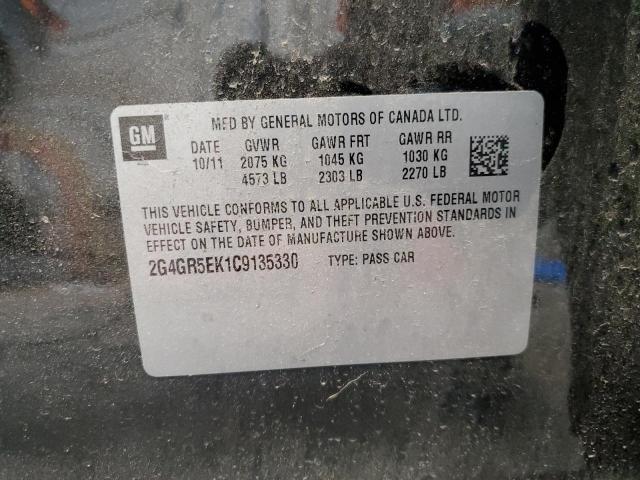 MFD BY GENERAL MOTORS OF CANADA LTD.
GM
DATE GVWR GAWR FRT GAWR RR
10/11 2075 KG 1045 KG 1030 KG
4573 LB 2303 LB 2270 LB
THIS VEHICLE CONFORMS TO ALL APPLICABLE U.S. FEDERAL MOTOR
VEHICLE SAFETY, BUMPER, AND THEFT PREVENTION STANDARDS IN
EFFECT ON THE DATE OF MANUFACTURE SHOWN ABOVE.
2G4GR5EK1C9135330 TYPE: PASS CAR